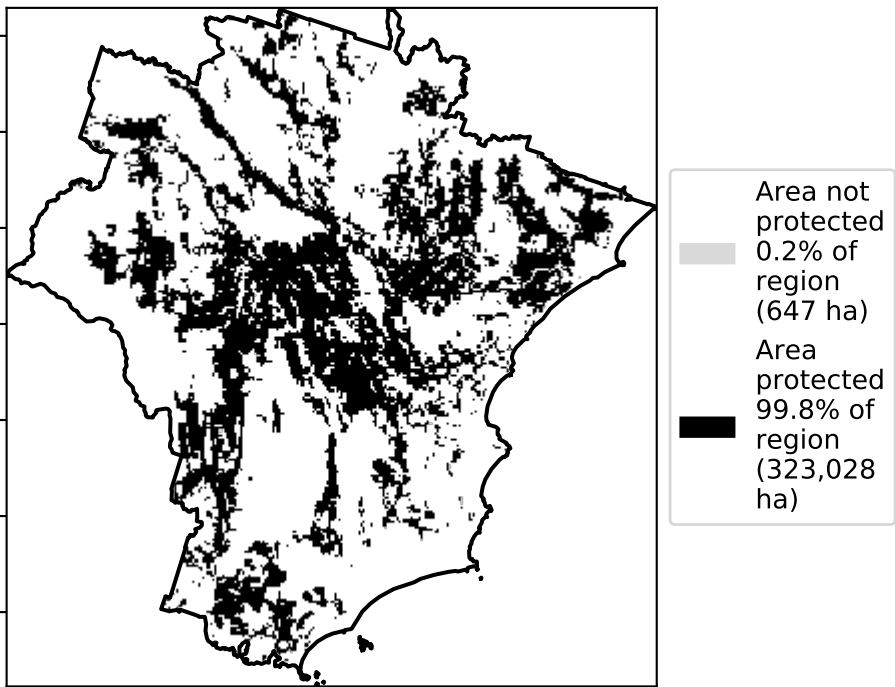 Area not
protected
0.2% of
region
(647 ha)
Area
protected
99.8% of
region
(323,028
ha)